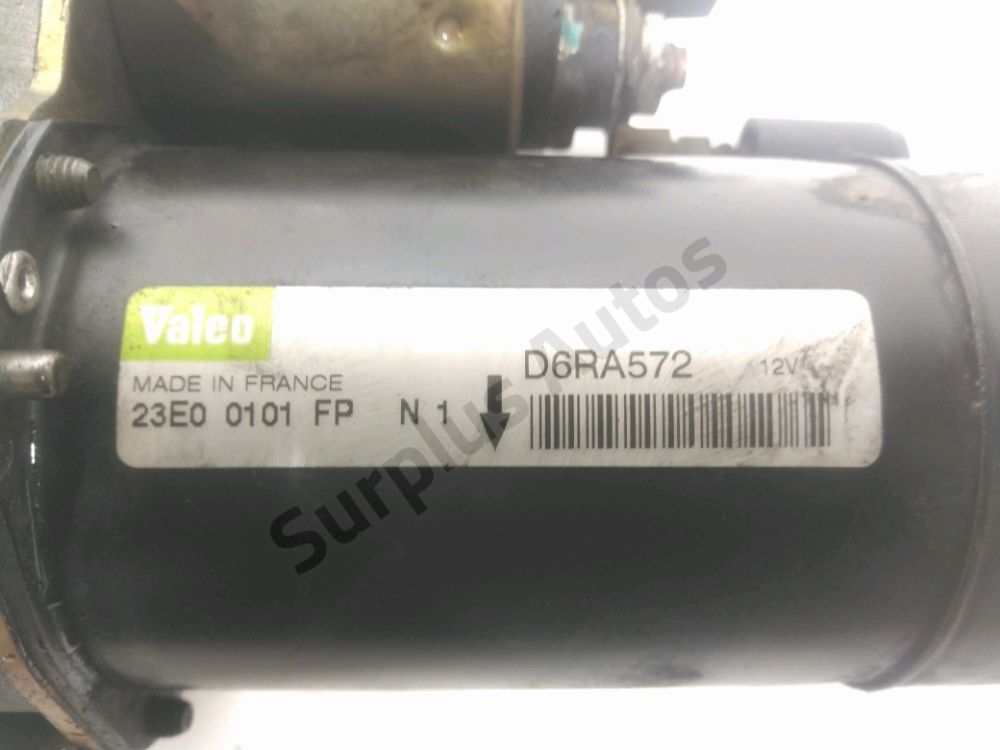 Valeo
MADE IN FRANCE
D6RA572 12V
23E0 0101 FP N 1
Surplus Autos